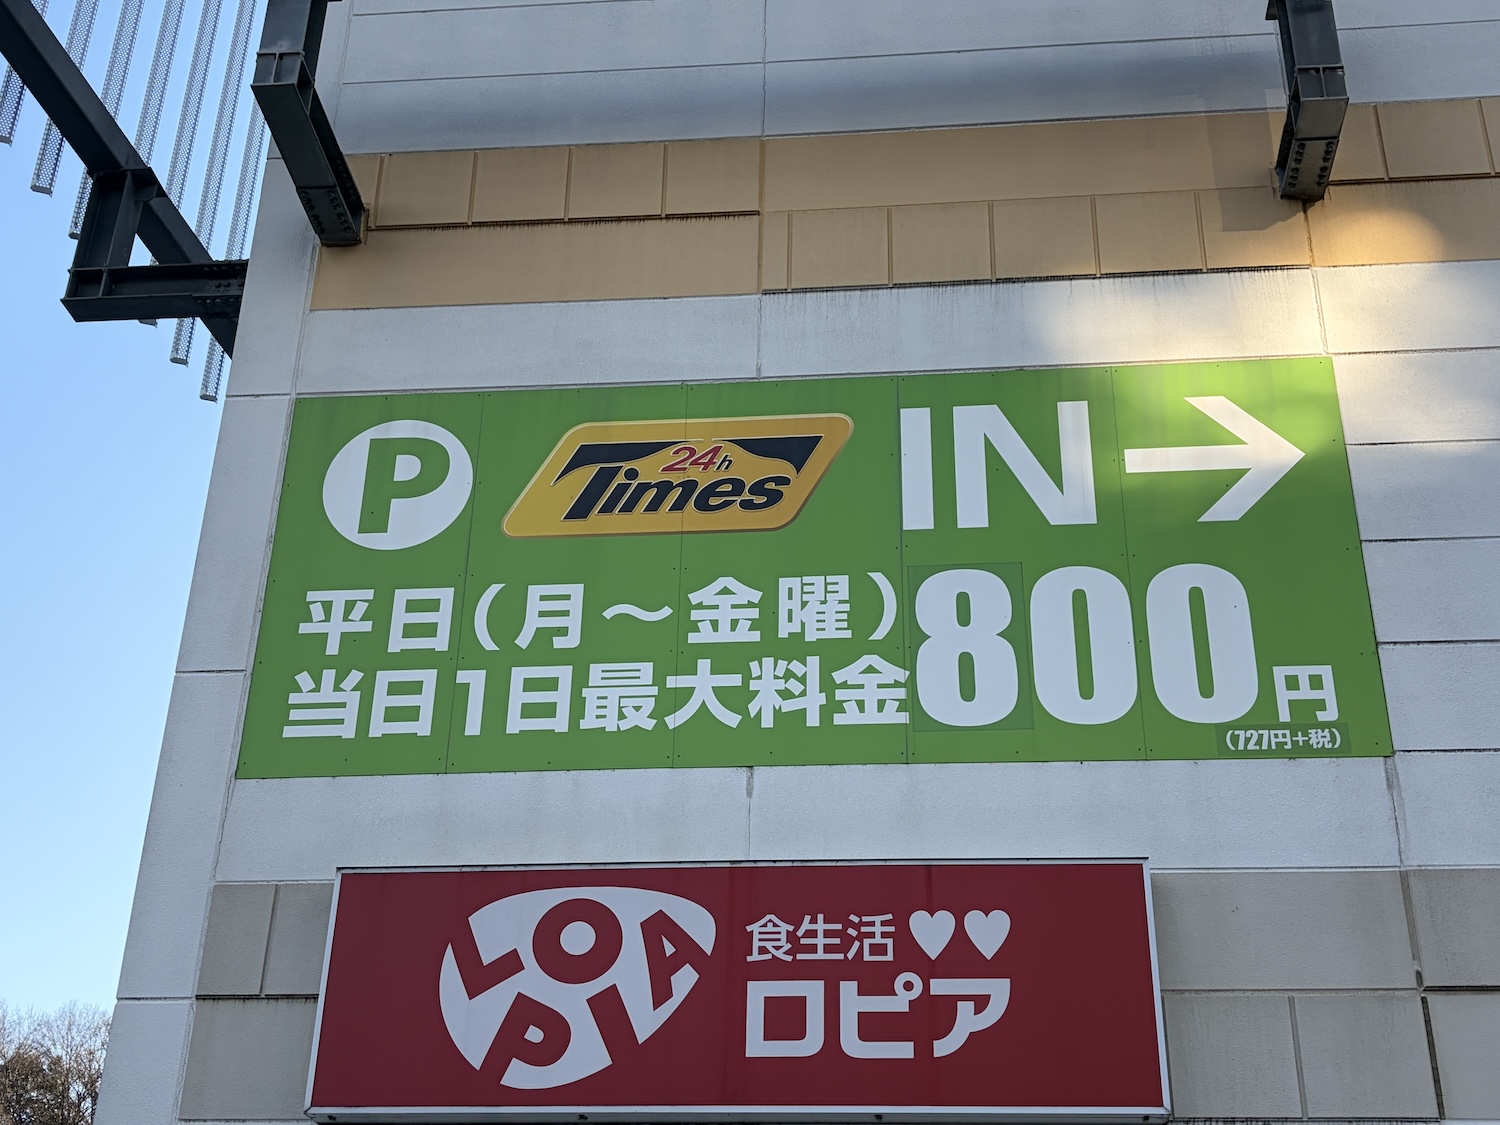 P 24h Times IN→
平日(月〜金曜)
当日1日最大料金800円
(727円+税)
LOPIA
食生活♥♥
ロピア